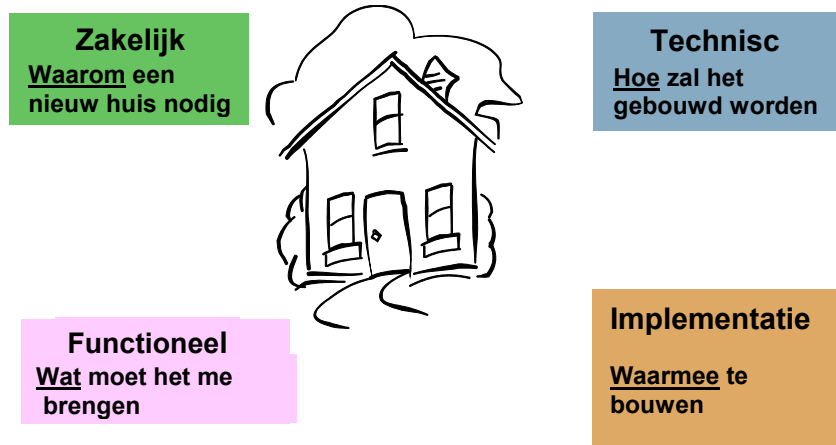 Zakelijk
Waarom een
nieuw huis nodig
Technisc
Hoe zal het
gebouwd worden
Functioneel
Wat moet het me
brengen
Implementatie
Waarmee te
bouwen